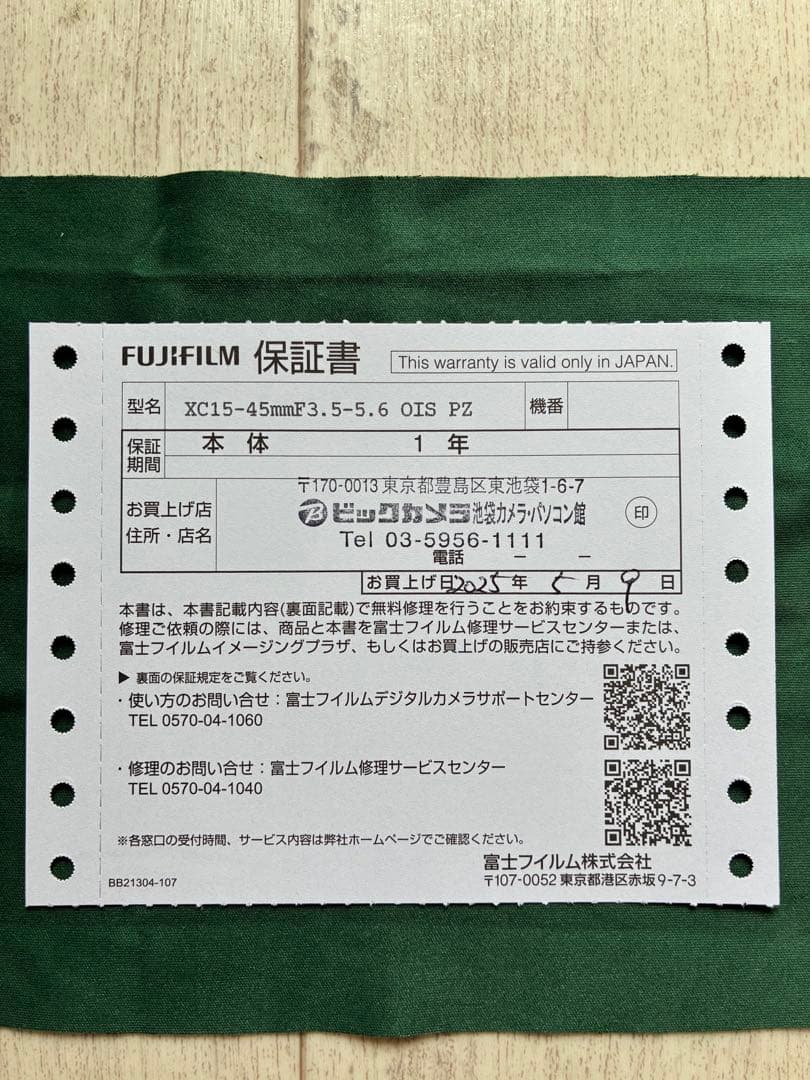 FUJIFILM 保証書 This warranty is valid only in JAPAN.
型名 XC15-45mmF3.5-5.6 OIS PZ 機番
保証期間 本体 1年
〒170-0013 東京都豊島区東池袋1-6-7
お買上げ店 ビックカメラ池袋カメラ・パソコン館 印
住所・店名 Tel 03-5956-1111
電話 ― ―
お買上げ日 2025 年 5 月 9 日
本書は、本書記載内容(裏面記載)で無料修理を行うことをお約束するものです。
修理ご依頼の際には、商品と本書を富士フイルム修理サービスセンターまたは、
富士フイルムイメージングプラザ、もしくはお買上げの販売店にご持参ください。
▶ 裏面の保証規定をご覧ください。
・使い方のお問い合せ：富士フイルムデジタルカメラサポートセンター
TEL 0570-04-1060
・修理のお問い合せ：富士フイルム修理サービスセンター
TEL 0570-04-1040
※各窓口の受付時間、サービス内容は弊社ホームページでご確認ください。
富士フイルム株式会社
BB21304-107 〒107-0052 東京都港区赤坂9-7-3